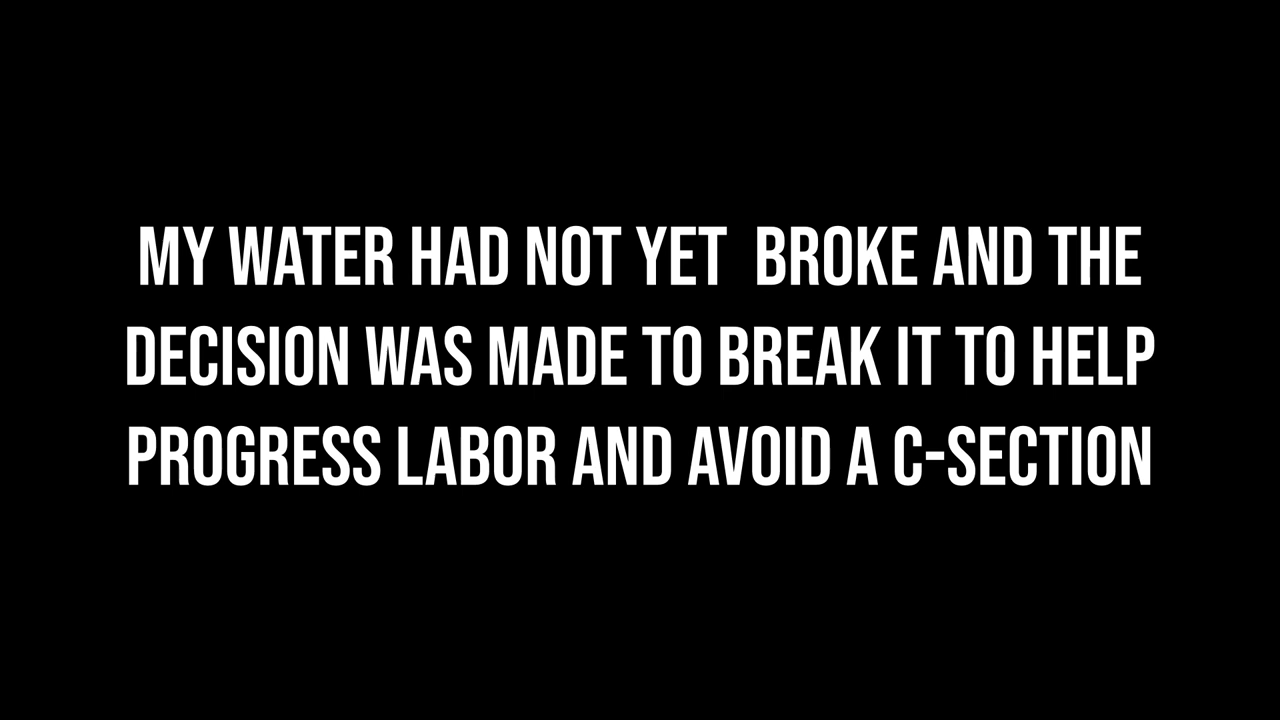 MY WATER HAD NOT YET  BROKE AND THE
DECISION WAS MADE TO BREAK IT TO HELP
PROGRESS LABOR AND AVOID A C-SECTION